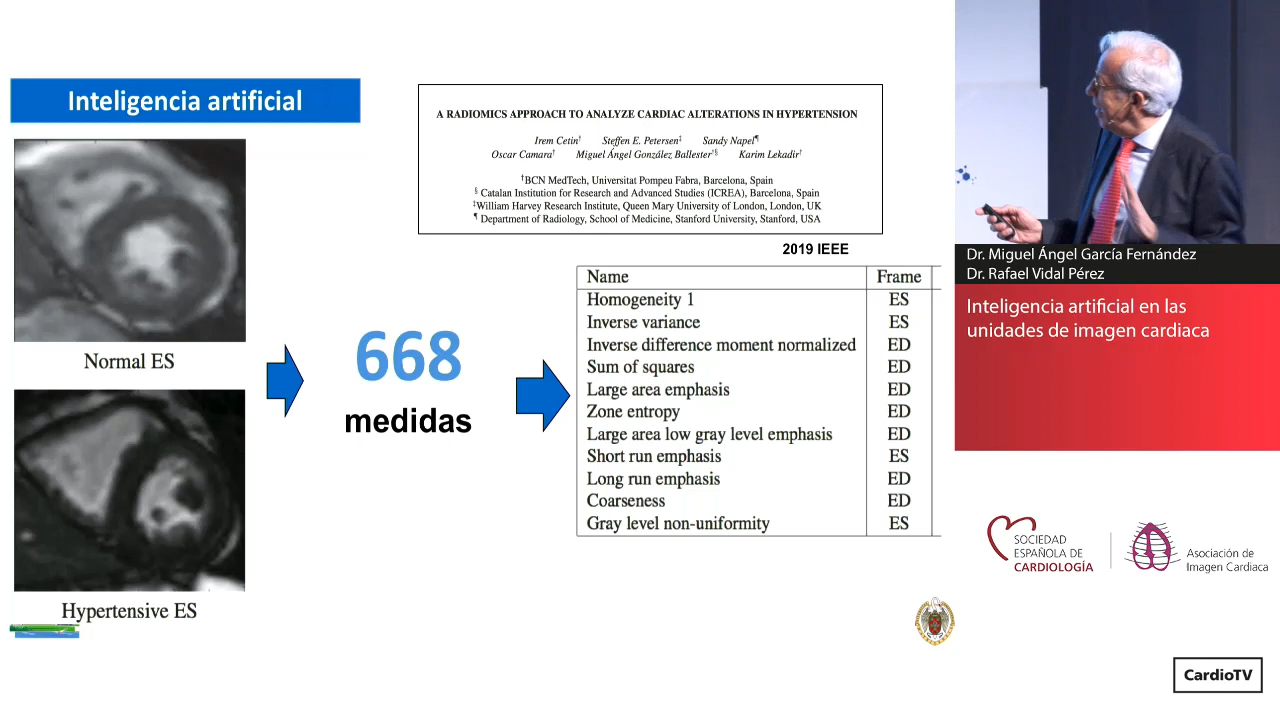 Inteligencia artificial
Normal ES
Hypertensive ES
668
medidas
A RADIOMICS APPROACH TO ANALYZE CARDIAC ALTERATIONS IN HYPERTENSION
Irem Cetin† Steffen E. Petersen‡ Sandy Napel¶
Oscar Camara† Miguel Ángel González Ballester†§ Karim Lekadir†
†BCN MedTech, Universitat Pompeu Fabra, Barcelona, Spain
§ Catalan Institution for Research and Advanced Studies (ICREA), Barcelona, Spain
‡William Harvey Research Institute, Queen Mary University of London, London, UK
¶ Department of Radiology, School of Medicine, Stanford University, Stanford, USA
2019 IEEE
Name Frame
Homogeneity 1 ES
Inverse variance ES
Inverse difference moment normalized ED
Sum of squares ED
Large area emphasis ED
Zone entropy ED
Large area low gray level emphasis ED
Short run emphasis ES
Long run emphasis ED
Coarseness ED
Gray level non-uniformity ES
Dr. Miguel Ángel García Fernández
Dr. Rafael Vidal Pérez
Inteligencia artificial en las
unidades de imagen cardiaca
SOCIEDAD
ESPAÑOLA DE
CARDIOLOGÍA
Asociación de
Imagen Cardiaca
CardioTV